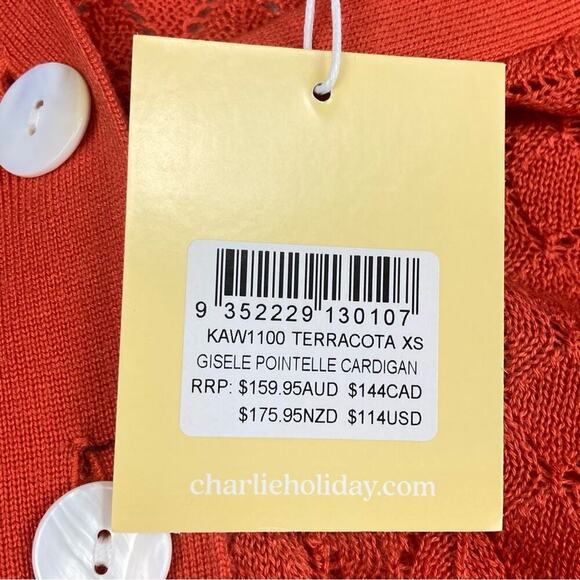 9 352229 130107
KAW1100 TERRACOTA XS
GISELE POINTELLE CARDIGAN
RRP: $159.95AUD $144CAD
$175.95NZD $114USD
charlieholiday.com